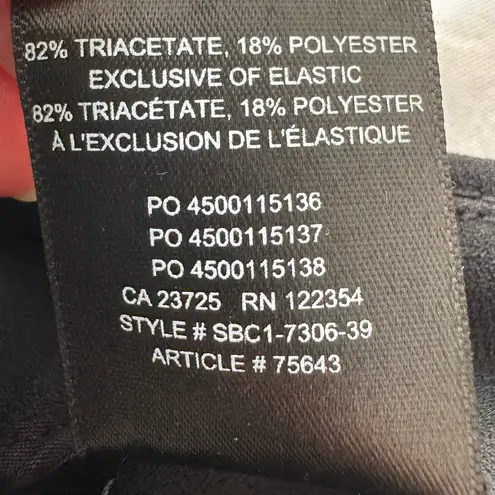 82% TRIACETATE, 18% POLYESTER
EXCLUSIVE OF ELASTIC
82% TRIACÉTATE, 18% POLYESTER
À L'EXCLUSION DE L'ÉLASTIQUE
PO 4500115136
PO 4500115137
PO 4500115138
CA 23725 RN 122354
STYLE # SBC1-7306-39
ARTICLE # 75643